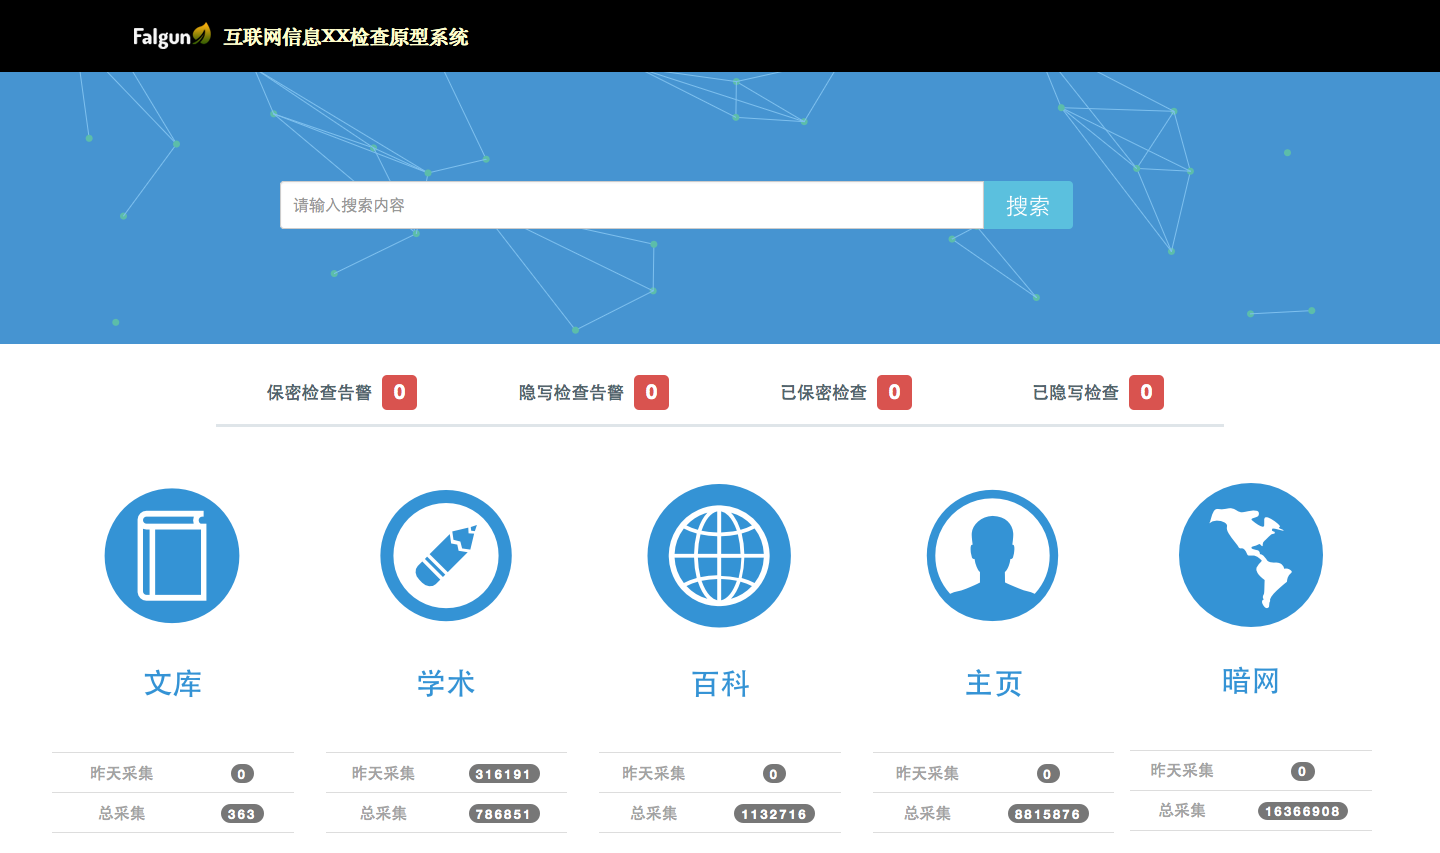 Falgun 互联网信息XX检查原型系统
请输入搜索内容 搜索
保密检查告警 0 隐写检查告警 0 已保密检查 0 已隐写检查 0
文库 学术 百科 主页 暗网
昨天采集 0 昨天采集 316191 昨天采集 0 昨天采集 0 昨天采集 0
总采集 363 总采集 786851 总采集 1132716 总采集 8815876 总采集 16366908